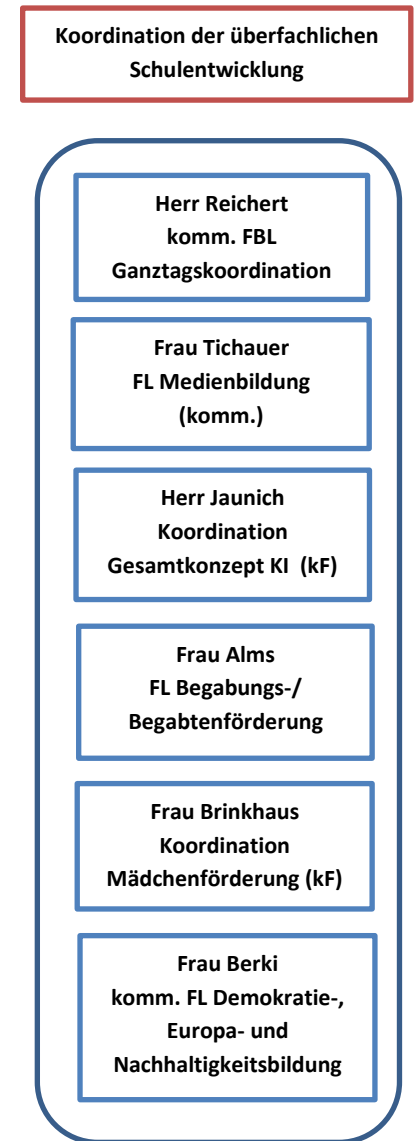 Koordination der überfachlichen
Schulentwicklung
Herr Reichert
komm. FBL
Ganztagskoordination
Frau Tichauer
FL Medienbildung
(komm.)
Herr Jaunich
Koordination
Gesamtkonzept KI (kF)
Frau Alms
FL Begabungs-/
Begabtenförderung
Frau Brinkhaus
Koordination
Mädchenförderung (kF)
Frau Berki
komm. FL Demokratie-,
Europa- und
Nachhaltigkeitsbildung